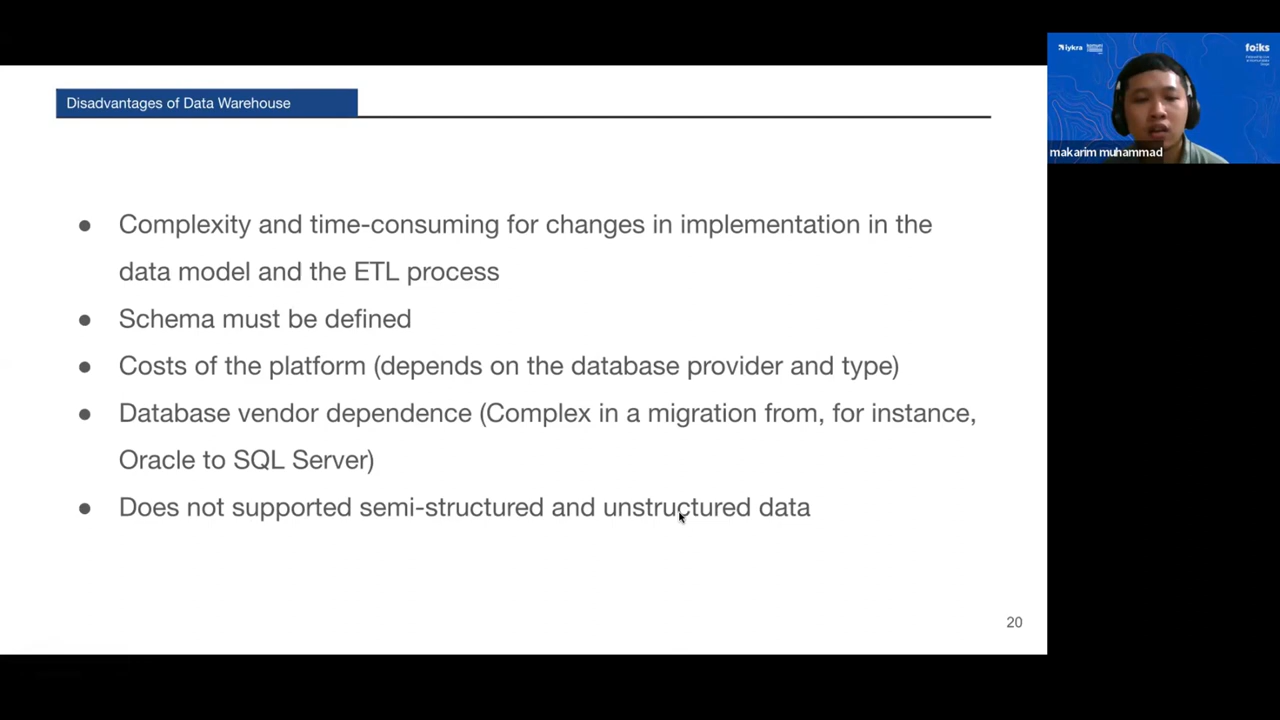 Disadvantages of Data Warehouse
● Complexity and time-consuming for changes in implementation in the
data model and the ETL process
● Schema must be defined
● Costs of the platform (depends on the database provider and type)
● Database vendor dependence (Complex in a migration from, for instance,
Oracle to SQL Server)
● Does not supported semi-structured and unstructured data
20
iykra
fo:ks
makarim muhammad